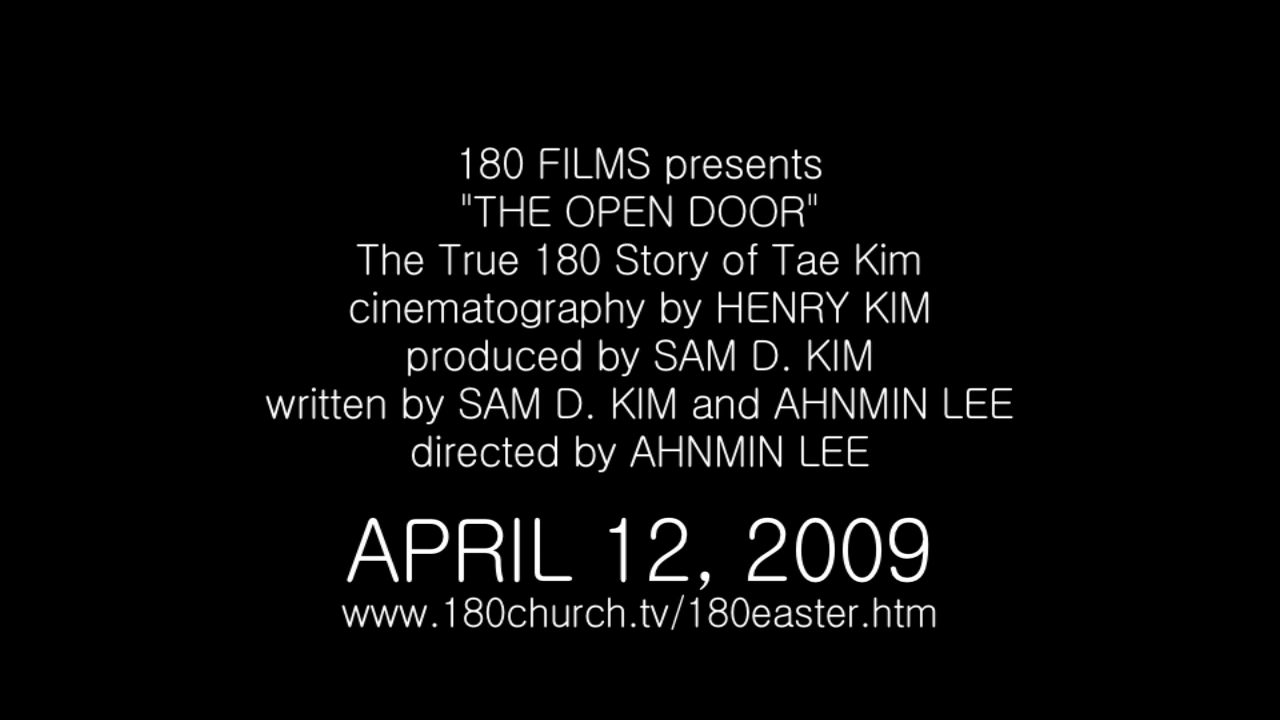 180 FILMS presents
"THE OPEN DOOR"
The True 180 Story of Tae Kim
cinematography by HENRY KIM
produced by SAM D. KIM
written by SAM D. KIM and AHNMIN LEE
directed by AHNMIN LEE
APRIL 12, 2009
www.180church.tv/180easter.htm